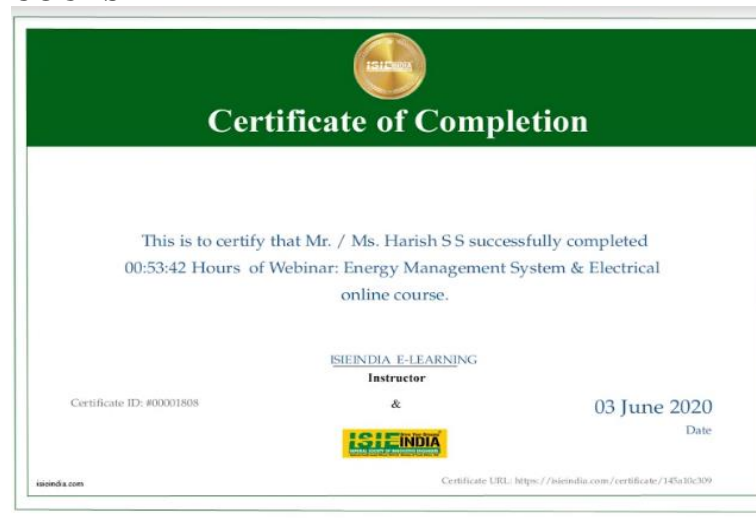 ISIEINDIA
Certificate of Completion
This is to certify that Mr. / Ms. Harish S S successfully completed
00:53:42 Hours of Webinar: Energy Management System & Electrical
online course.
ISIEINDIA E-LEARNING
Instructor
Certificate ID: #00001808
&
03 June 2020
Date
ISIEINDIA
isieindia.com
Certificate URL: https://isieindia.com/certificate/145a10c309